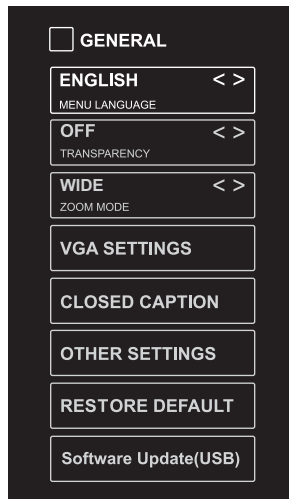 GENERAL
ENGLISH < >
MENU LANGUAGE
OFF < >
TRANSPARENCY
WIDE < >
ZOOM MODE
VGA SETTINGS
CLOSED CAPTION
OTHER SETTINGS
RESTORE DEFAULT
Software Update(USB)